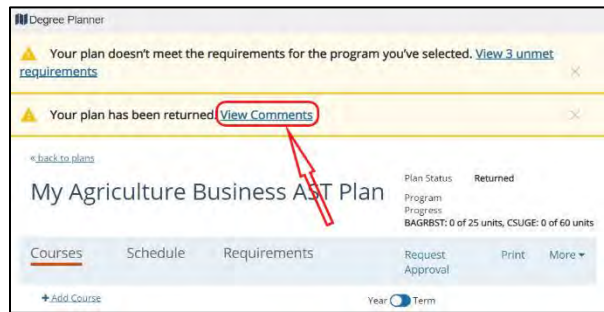 Degree Planner
Your plan doesn't meet the requirements for the program you've selected. View 3 unmet
requirements
Your plan has been returned. View Comments
« back to plans
My Agriculture Business AST Plan
Plan Status Returned
Program
Progress
BAGRBST: 0 of 25 units, CSUGE: 0 of 60 units
Courses Schedule Requirements Request
Approval Print More
+ Add Course Year Term